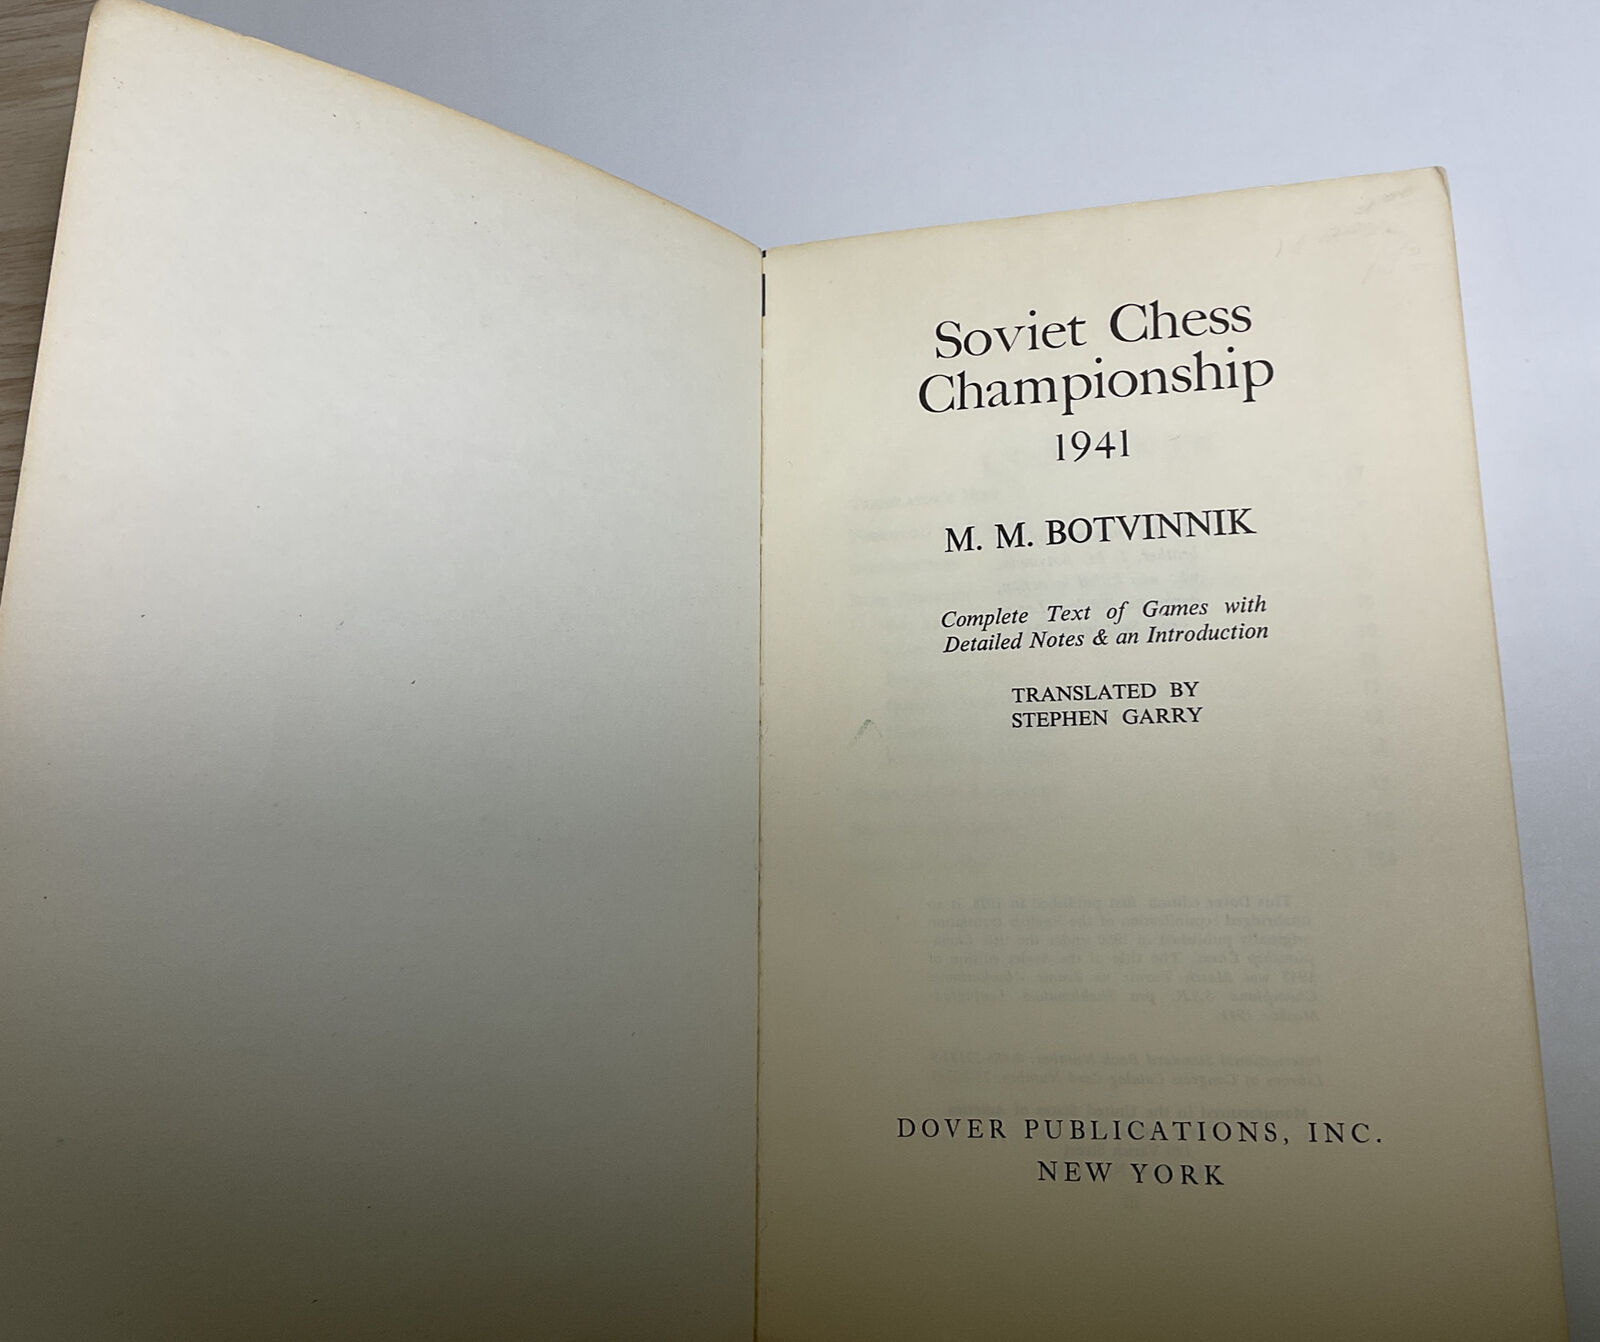 Soviet Chess
Championship
1941
M. M. BOTVINNIK
Complete Text of Games with
Detailed Notes & an Introduction
TRANSLATED BY
STEPHEN GARRY
DOVER PUBLICATIONS, INC.
NEW YORK